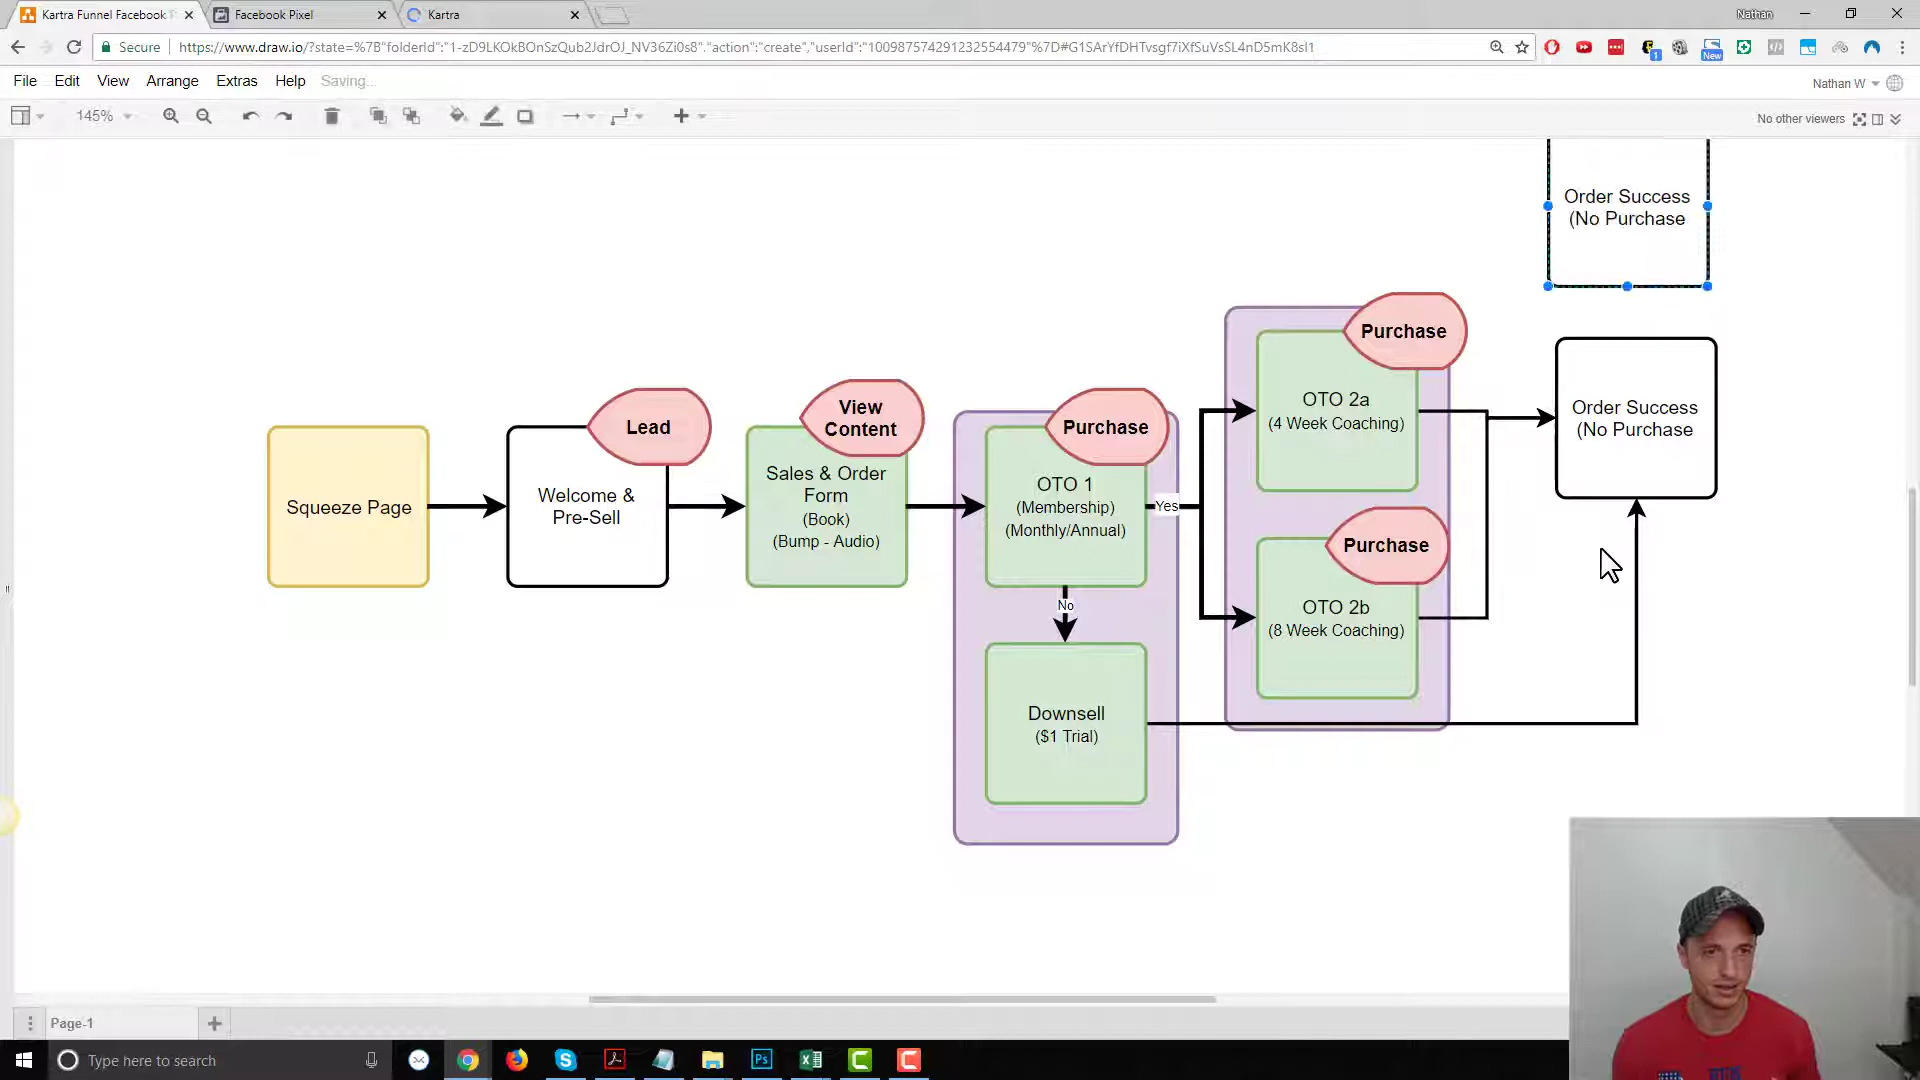 Kartra Funnel Facebook
Facebook Pixel
Kartra
Nathan
Secure
https://www.draw.io/?state=%7B"folderId":"1-zD9LKOkBOnSzQub2JdrOJ_NV36Zi0s8","action":"create","userId":"100987574291232554479"%7D#G1SArYfDHTvsgf7iXfSuVsSL4nD5mK8sI1
1
New
File
Edit
View
Arrange
Extras
Help
Saving...
Nathan W
145%
No other viewers
Order Success
(No Purchase
Purchase
OTO 2a
(4 Week Coaching)
Order Success
(No Purchase
Lead
View
Content
Purchase
Squeeze Page
Welcome &
Pre-Sell
Sales & Order
Form
(Book)
(Bump - Audio)
OTO 1
(Membership)
(Monthly/Annual)
Yes
Purchase
OTO 2b
(8 Week Coaching)
No
Downsell
($1 Trial)
Page-1
Type here to search
Ps